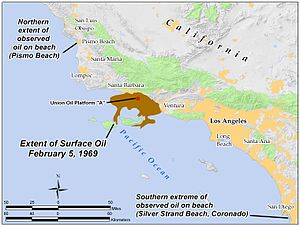 Northern
extent of
observed
oil on beach
(Pismo Beach)
San Luis
Obispo
Pismo Beach
Santa Maria
Lompoc
Santa Barbara
California
Union Oil Platform "A"
Ventura
Los Angeles
Long
Beach
Santa Ana
Extent of Surface Oil
February 5, 1969
Pacific Ocean
Southern extreme of
observed oil on beach
(Silver Strand Beach, Coronado)
San Diego
N
Miles
Kilometers